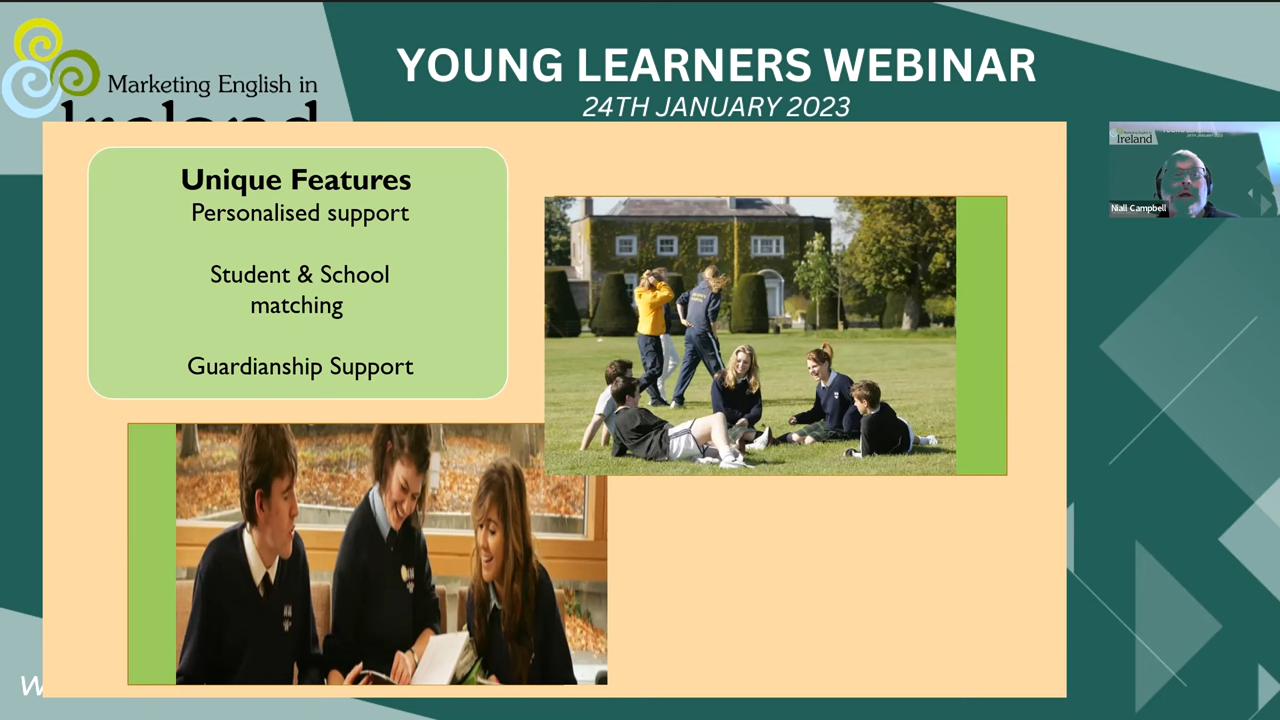 YOUNG LEARNERS WEBINAR
24TH JANUARY 2023
Marketing English in
Ireland
Unique Features
Personalised support
Student & School
matching
Guardianship Support
Ireland
Niall Campbell
W